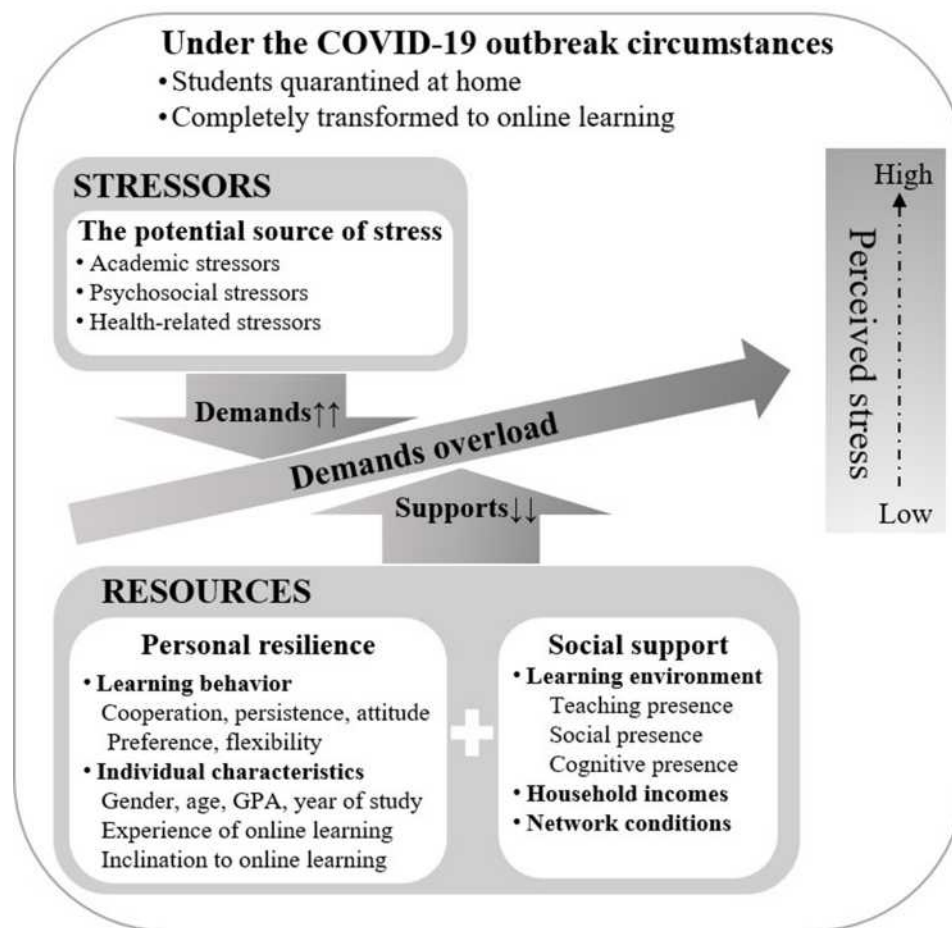 Under the COVID-19 outbreak circumstances
• Students quarantined at home
• Completely transformed to online learning
STRESSORS
The potential source of stress
• Academic stressors
• Psychosocial stressors
• Health-related stressors
High
Perceived stress
Low
Demands↑↑
Demands overload
Supports↓↓
RESOURCES
Personal resilience
• Learning behavior
Cooperation, persistence, attitude
Preference, flexibility
• Individual characteristics
Gender, age, GPA, year of study
Experience of online learning
Inclination to online learning
Social support
• Learning environment
Teaching presence
Social presence
Cognitive presence
• Household incomes
• Network conditions